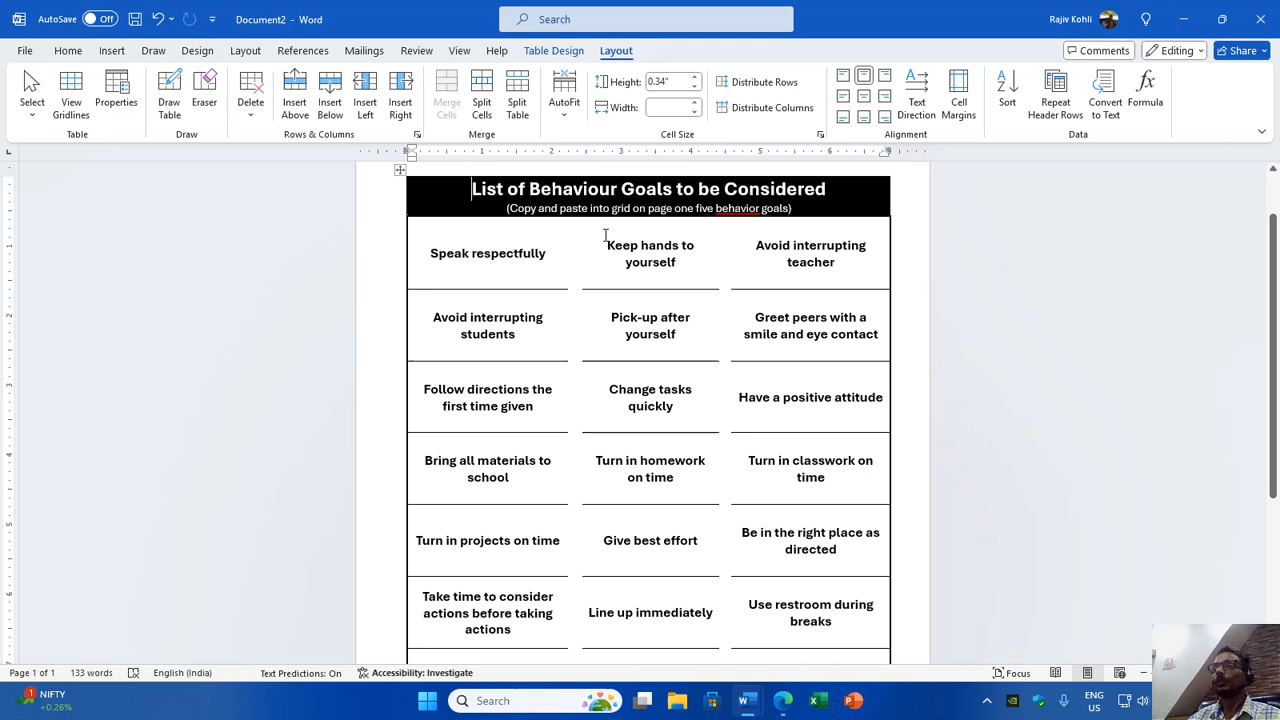 AutoSave Off Document2 - Word Search Rajiv Kohli
File Home Insert Draw Design Layout References Mailings Review View Help Table Design Layout Comments Editing Share
Select View Gridlines Properties Draw Table Eraser Delete Insert Above Insert Below Insert Left Insert Right Merge Cells Split Cells Split Table AutoFit Height: 0.34" Width: Distribute Rows Distribute Columns Text Direction Cell Margins Sort Repeat Header Rows Convert to Text Formula
Table Draw Rows & Columns Merge Cell Size Alignment Data
1 2 3 4 5 6
List of Behaviour Goals to be Considered
(Copy and paste into grid on page one five behavior goals)
Speak respectfully
Keep hands to
yourself
Avoid interrupting
teacher
Avoid interrupting
students
Pick-up after
yourself
Greet peers with a
smile and eye contact
Follow directions the
first time given
Change tasks
quickly
Have a positive attitude
Bring all materials to
school
Turn in homework
on time
Turn in classwork on
time
Turn in projects on time
Give best effort
Be in the right place as
directed
Take time to consider
actions before taking
actions
Line up immediately
Use restroom during
breaks
Page 1 of 1 133 words English (India) Text Predictions: On Accessibility: Investigate Focus
NIFTY
+0.26%
Search
ENG
US